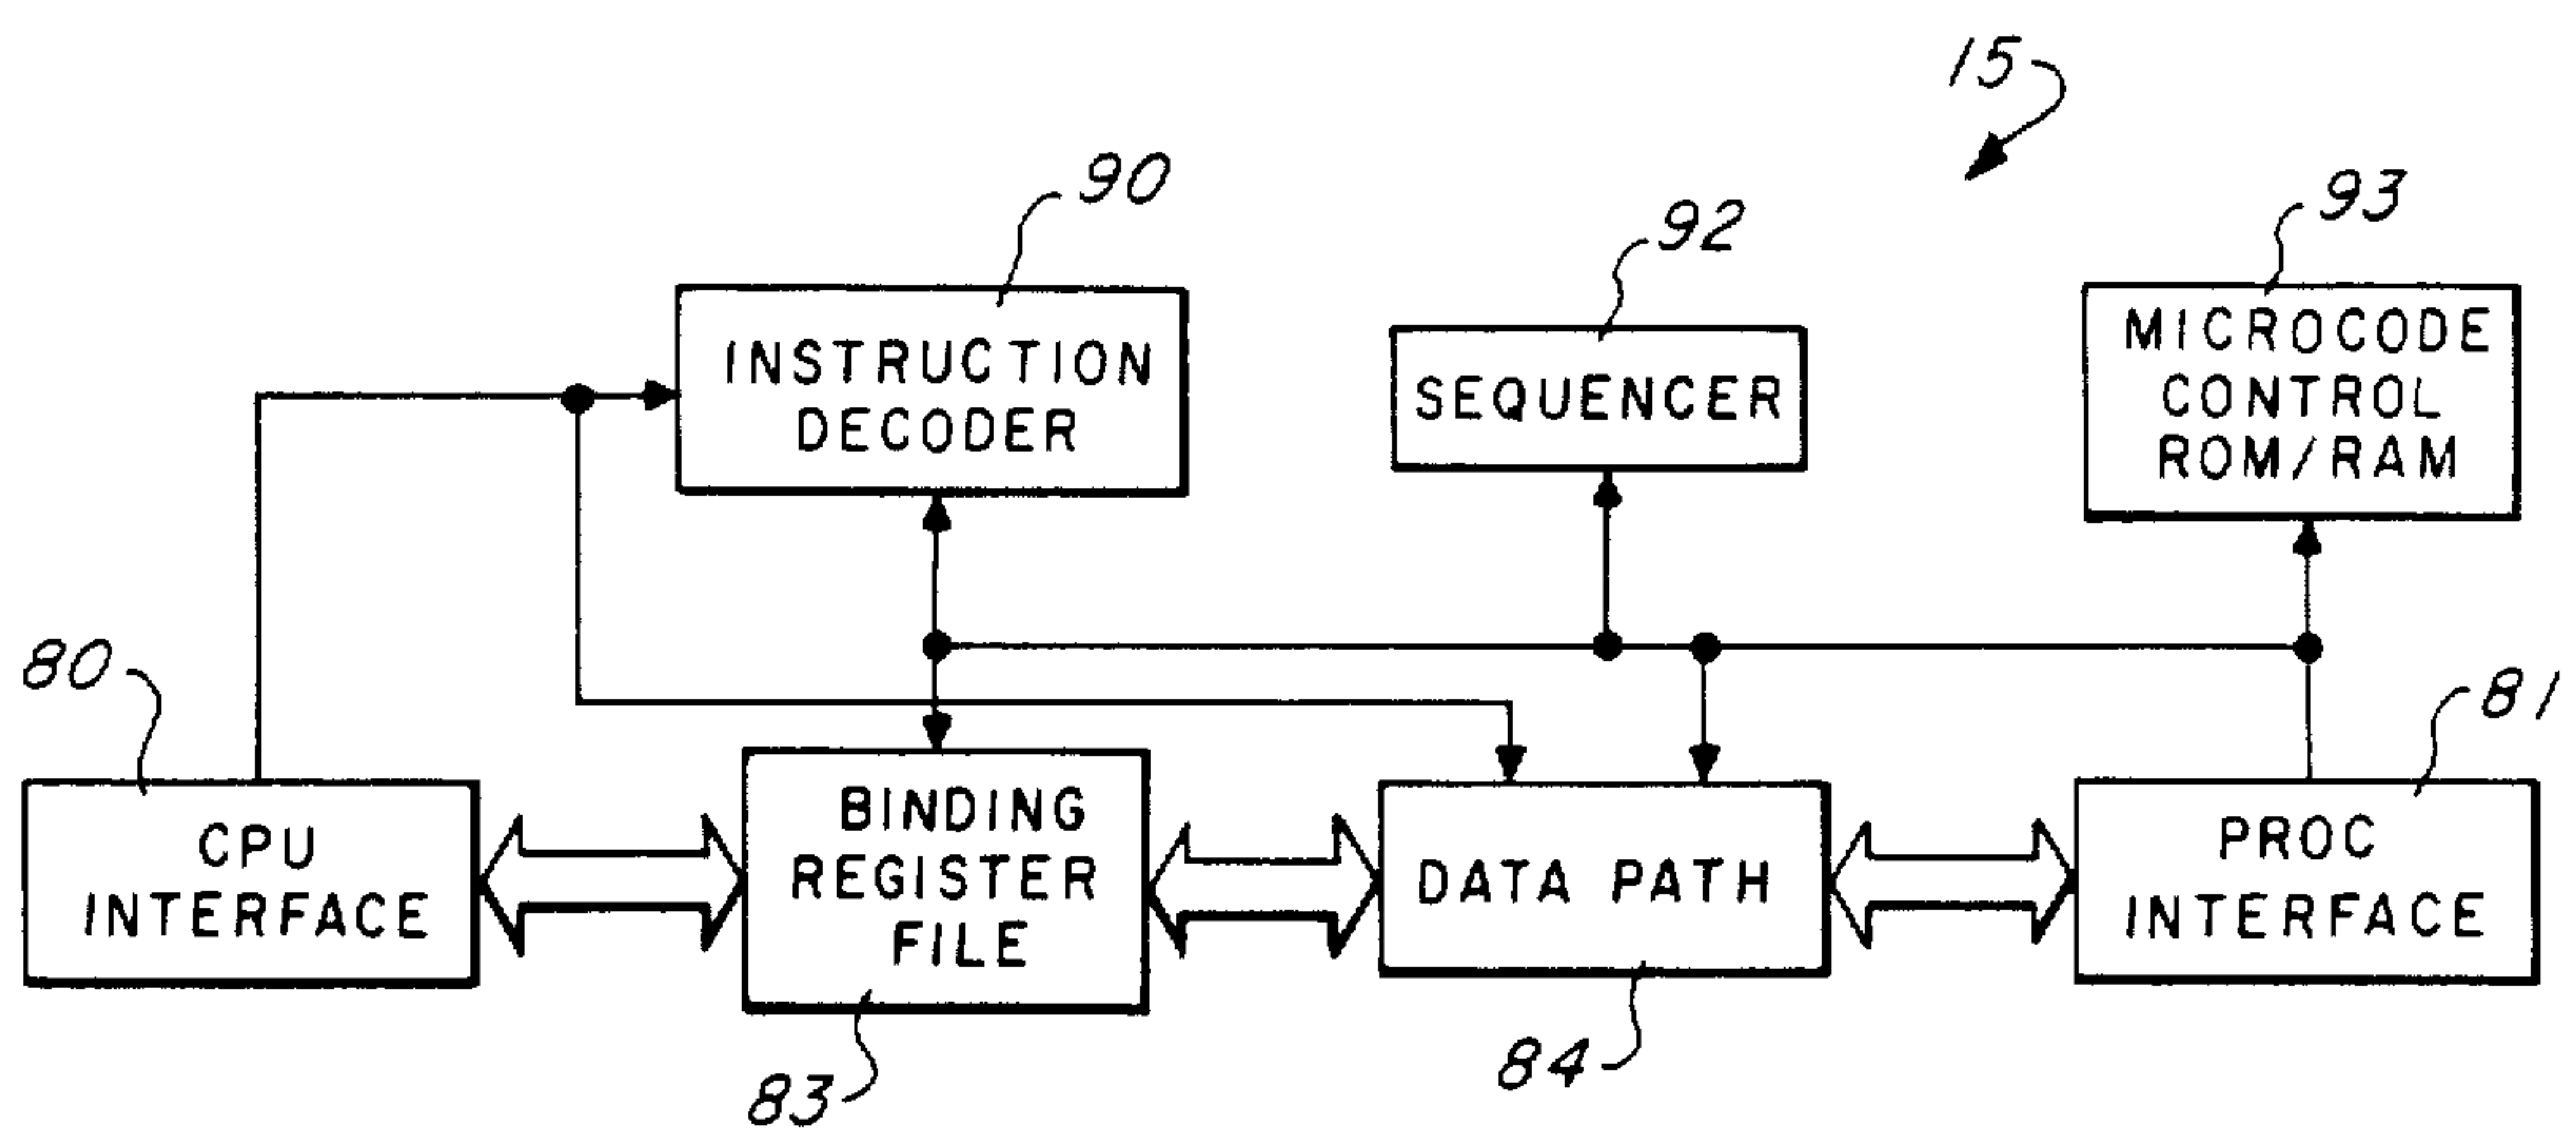 15
90
92
93
INSTRUCTION
DECODER
SEQUENCER
MICROCODE
CONTROL
ROM/RAM
80
81
CPU
INTERFACE
BINDING
REGISTER
FILE
DATA PATH
PROC
INTERFACE
83
84